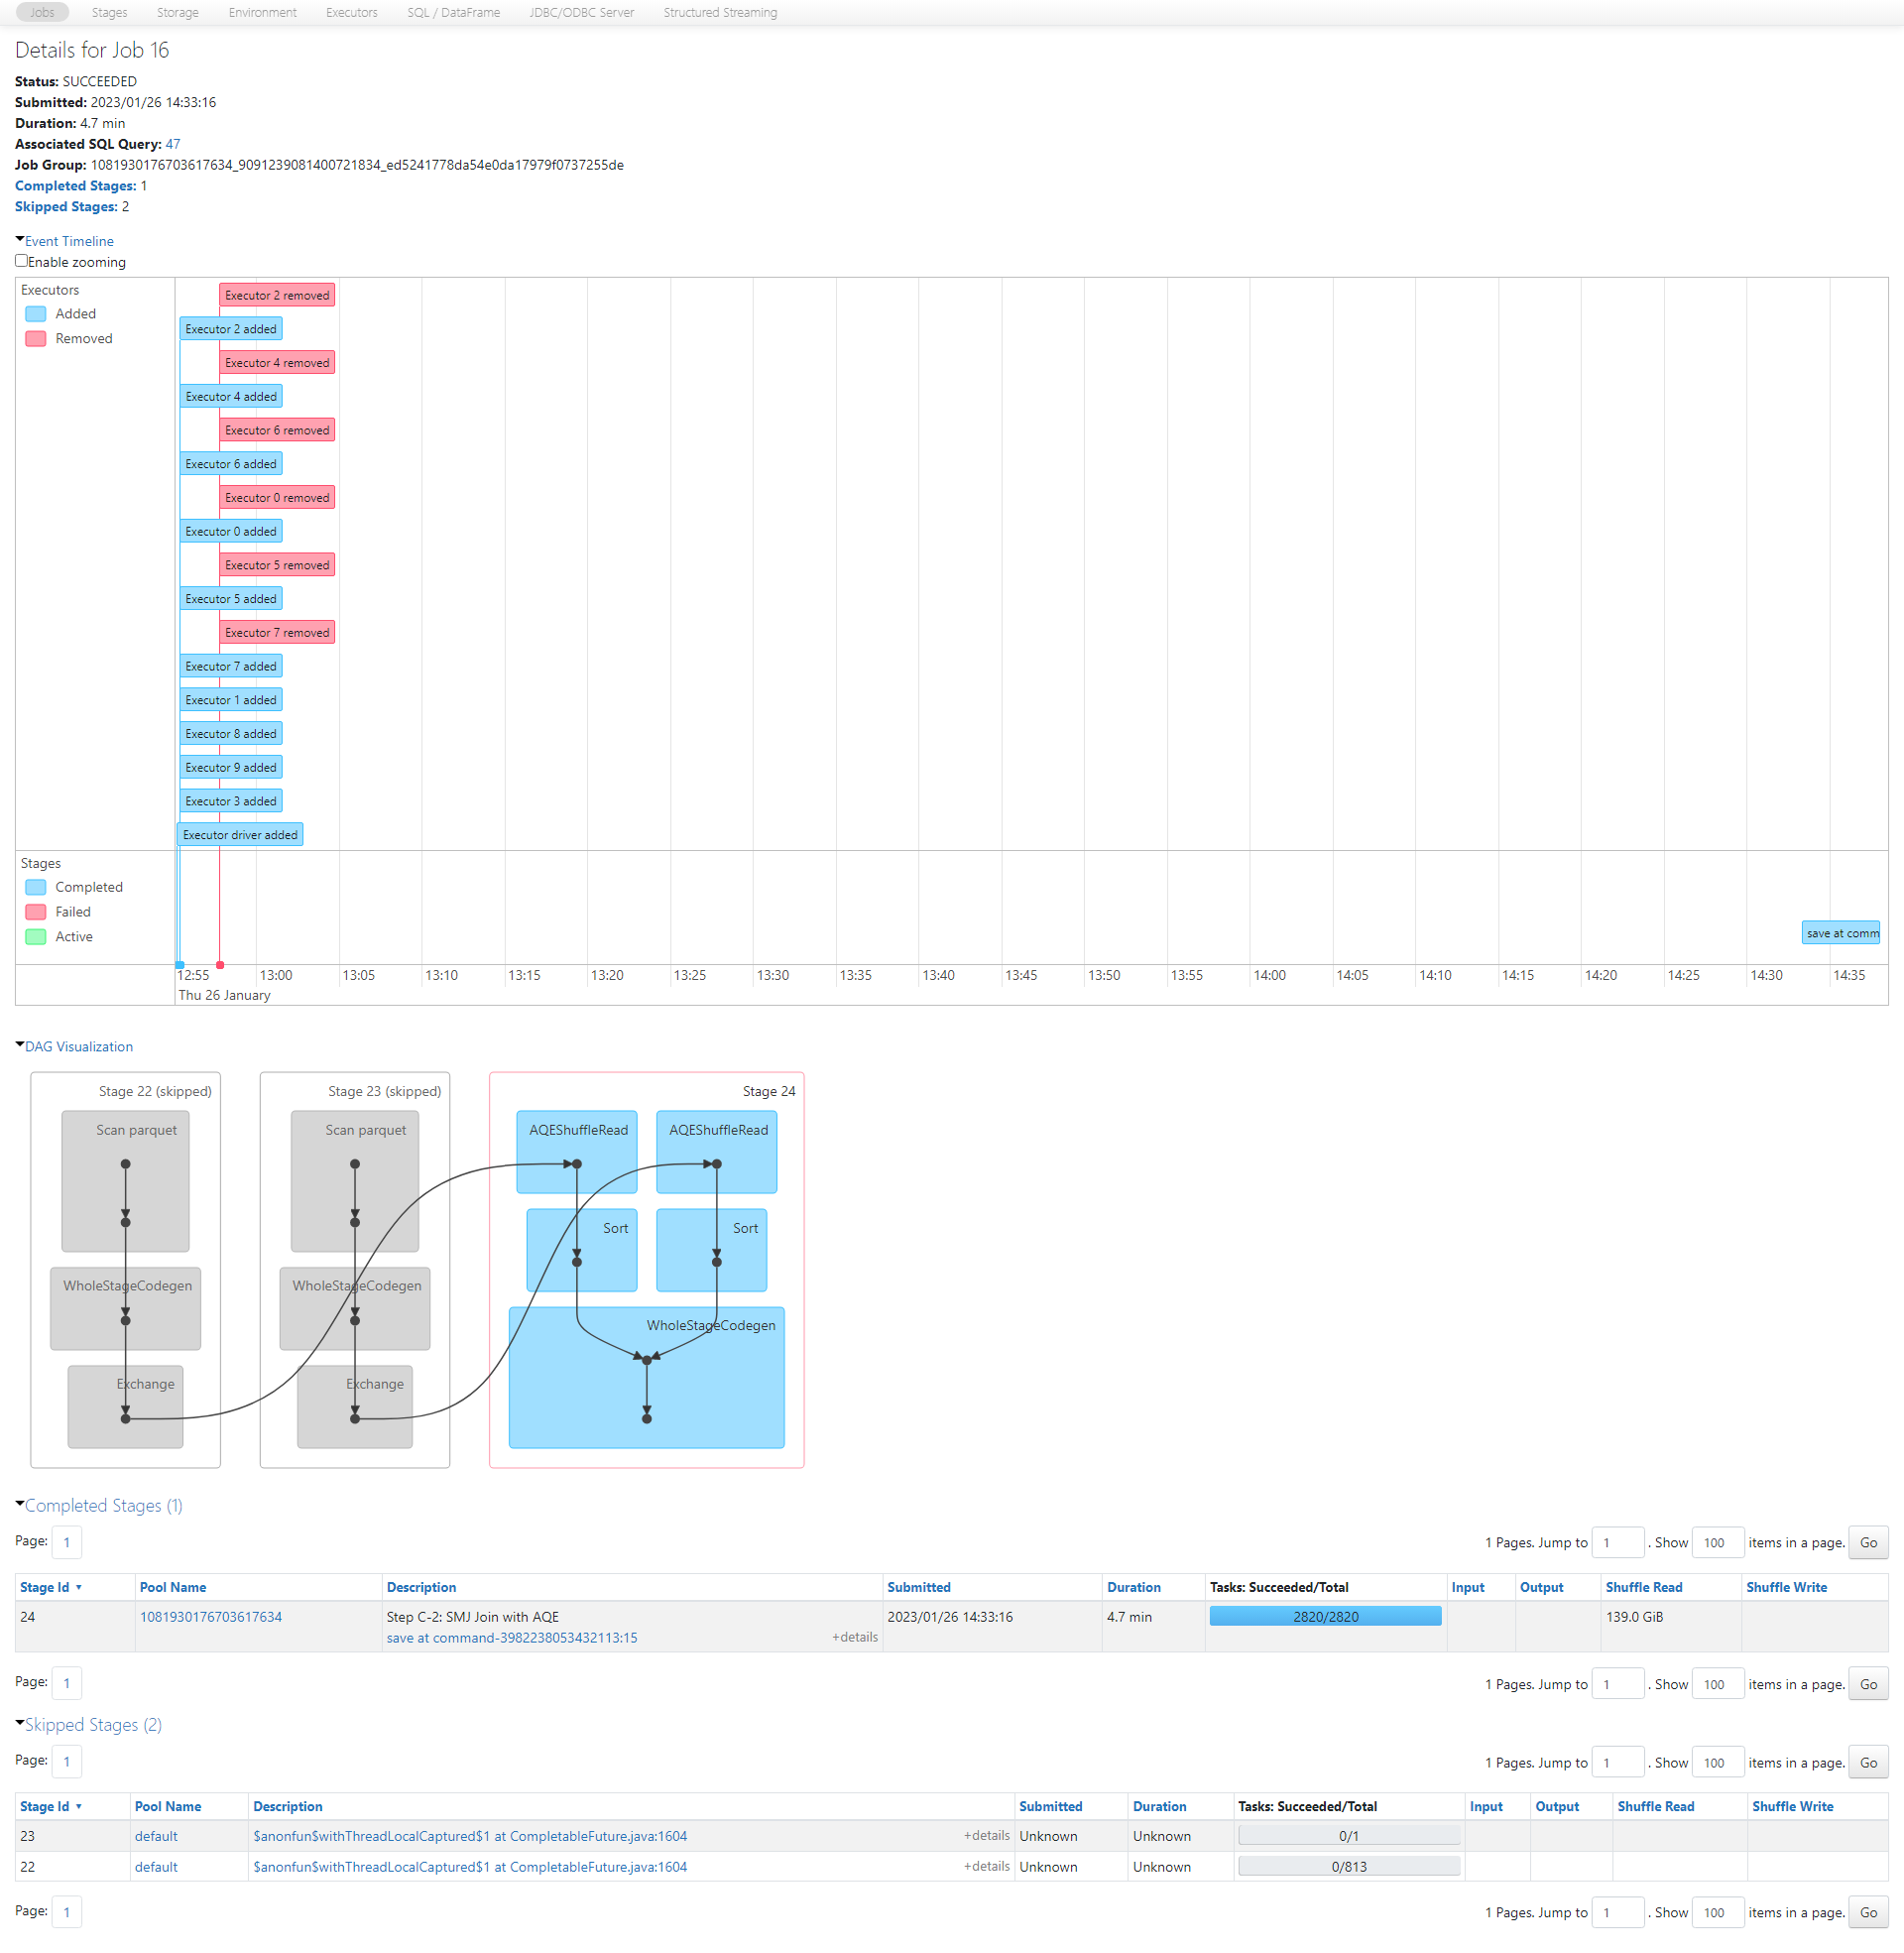 Jobs Stages Storage Environment Executors SQL / DataFrame JDBC/ODBC Server Structured Streaming
Details for Job 16
Status: SUCCEEDED
Submitted: 2023/01/26 14:33:16
Duration: 4.7 min
Associated SQL Query: 47
Job Group: 1081930176703617634_9091239081400721834_ed5241778da54e0da17979f0737255de
Completed Stages: 1
Skipped Stages: 2
Event Timeline
Enable zooming
Executors
Added
Removed
Executor 2 removed
Executor 2 added
Executor 4 removed
Executor 4 added
Executor 6 removed
Executor 6 added
Executor 0 removed
Executor 0 added
Executor 5 removed
Executor 5 added
Executor 7 removed
Executor 7 added
Executor 1 added
Executor 8 added
Executor 9 added
Executor 3 added
Executor driver added
Stages
Completed
Failed
Active
save at comm
12:55 13:00 13:05 13:10 13:15 13:20 13:25 13:30 13:35 13:40 13:45 13:50 13:55 14:00 14:05 14:10 14:15 14:20 14:25 14:30 14:35
Thu 26 January
DAG Visualization
Stage 22 (skipped)
Scan parquet
WholeStageCodegen
Exchange
Stage 23 (skipped)
Scan parquet
WholeStageCodegen
Exchange
Stage 24
AQEShuffleRead AQEShuffleRead
Sort Sort
WholeStageCodegen
Completed Stages (1)
Page: 1 1 Pages. Jump to 1 . Show 100 items in a page. Go
Stage Id ▾ Pool Name Description Submitted Duration Tasks: Succeeded/Total Input Output Shuffle Read Shuffle Write
24 1081930176703617634 Step C-2: SMJ Join with AQE 2023/01/26 14:33:16 4.7 min 2820/2820 139.0 GiB
save at command-3982238053432113:15 +details
Page: 1 1 Pages. Jump to 1 . Show 100 items in a page. Go
Skipped Stages (2)
Page: 1 1 Pages. Jump to 1 . Show 100 items in a page. Go
Stage Id ▾ Pool Name Description Submitted Duration Tasks: Succeeded/Total Input Output Shuffle Read Shuffle Write
23 default $anonfun$withThreadLocalCaptured$1 at CompletableFuture.java:1604 +details Unknown Unknown 0/1
22 default $anonfun$withThreadLocalCaptured$1 at CompletableFuture.java:1604 +details Unknown Unknown 0/813
Page: 1 1 Pages. Jump to 1 . Show 100 items in a page. Go